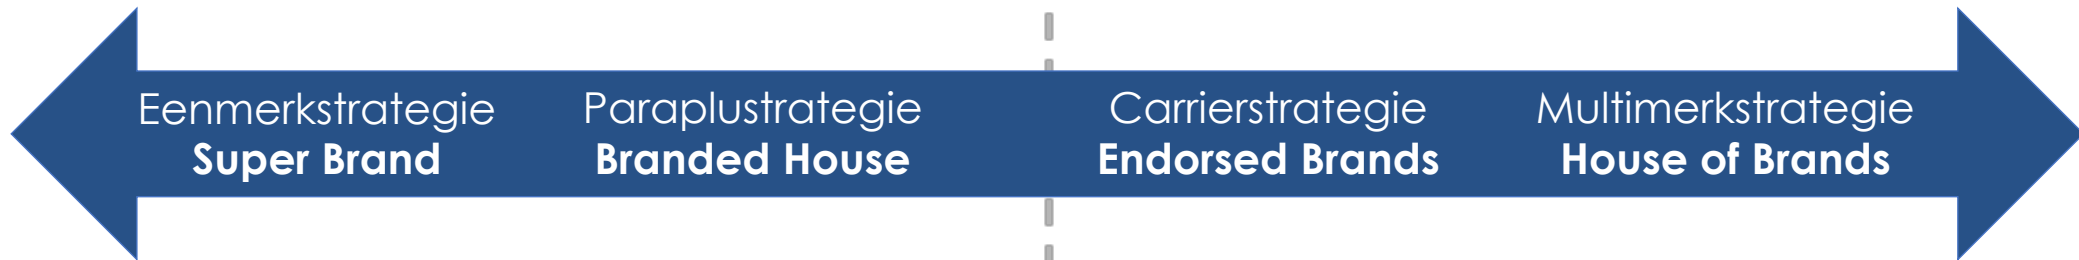 Eenmerkstrategie
Super Brand
Paraplustrategie
Branded House
Carrierstrategie
Endorsed Brands
Multimerkstrategie
House of Brands